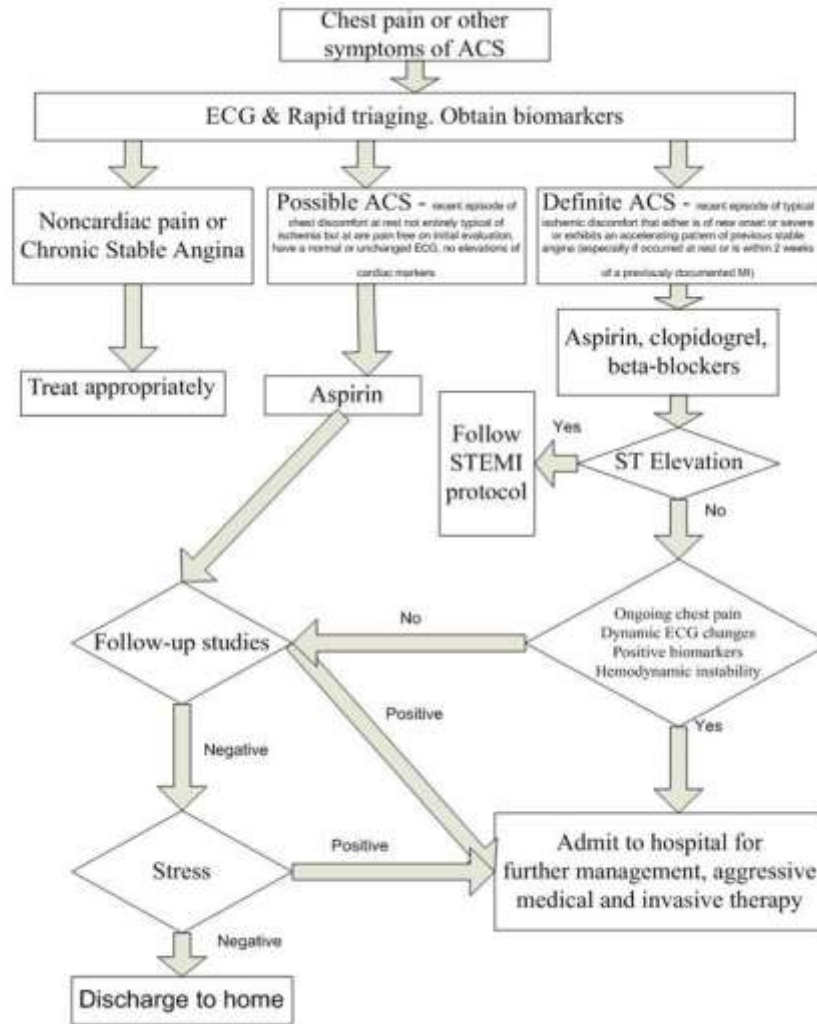 Chest pain or other
symptoms of ACS
ECG & Rapid triaging. Obtain biomarkers
Noncardiac pain or
Chronic Stable Angina
Possible ACS - recent episode of
chest discomfort at rest not entirely typical of
ischemia but at are pain free on initial evaluation,
have a normal or unchanged ECG, no elevations of
cardiac markers
Definite ACS - recent episode of typical
ischemic discomfort that either is of new onset or severe
or exhibits an accelerating pattern of previous stable
angina (especially if occurred at rest or is within 2 weeks
of a previously documented MI)
Treat appropriately
Aspirin
Aspirin, clopidogrel,
beta-blockers
Follow
STEMI
protocol
Yes
ST Elevation
No
Follow-up studies
No
Ongoing chest pain
Dynamic ECG changes
Positive biomarkers
Hemodynamic instability
Positive
Yes
Negative
Stress
Positive
Admit to hospital for
further management, aggressive
medical and invasive therapy
Negative
Discharge to home